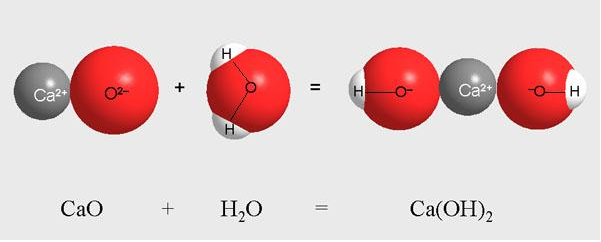 Ca²⁺ O²⁻ + H O H = H O⁻ Ca²⁺ ⁻O H
CaO + H₂O = Ca(OH)₂